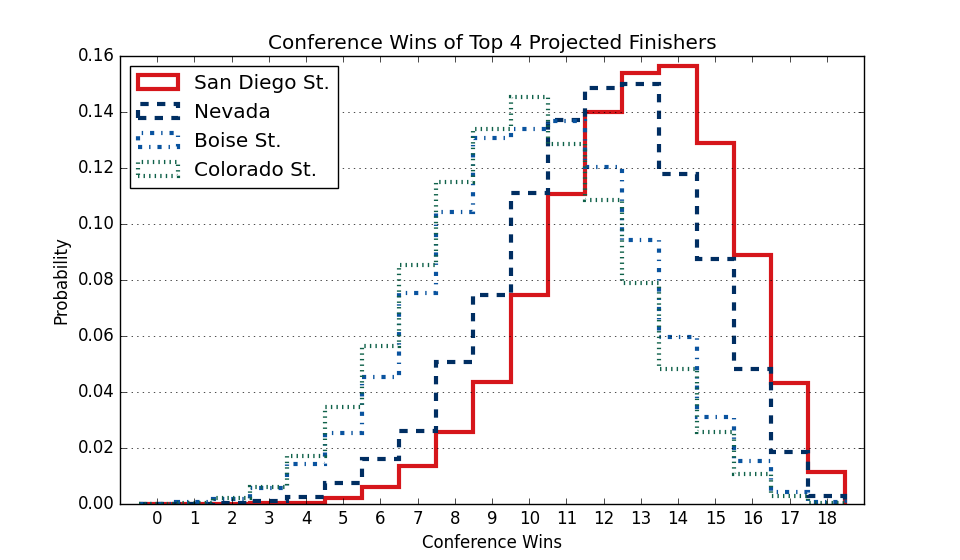 Conference Wins of Top 4 Projected Finishers
San Diego St.
Nevada
Boise St.
Colorado St.
Probability
0.16
0.14
0.12
0.10
0.08
0.06
0.04
0.02
0.00
0 1 2 3 4 5 6 7 8 9 10 11 12 13 14 15 16 17 18
Conference Wins